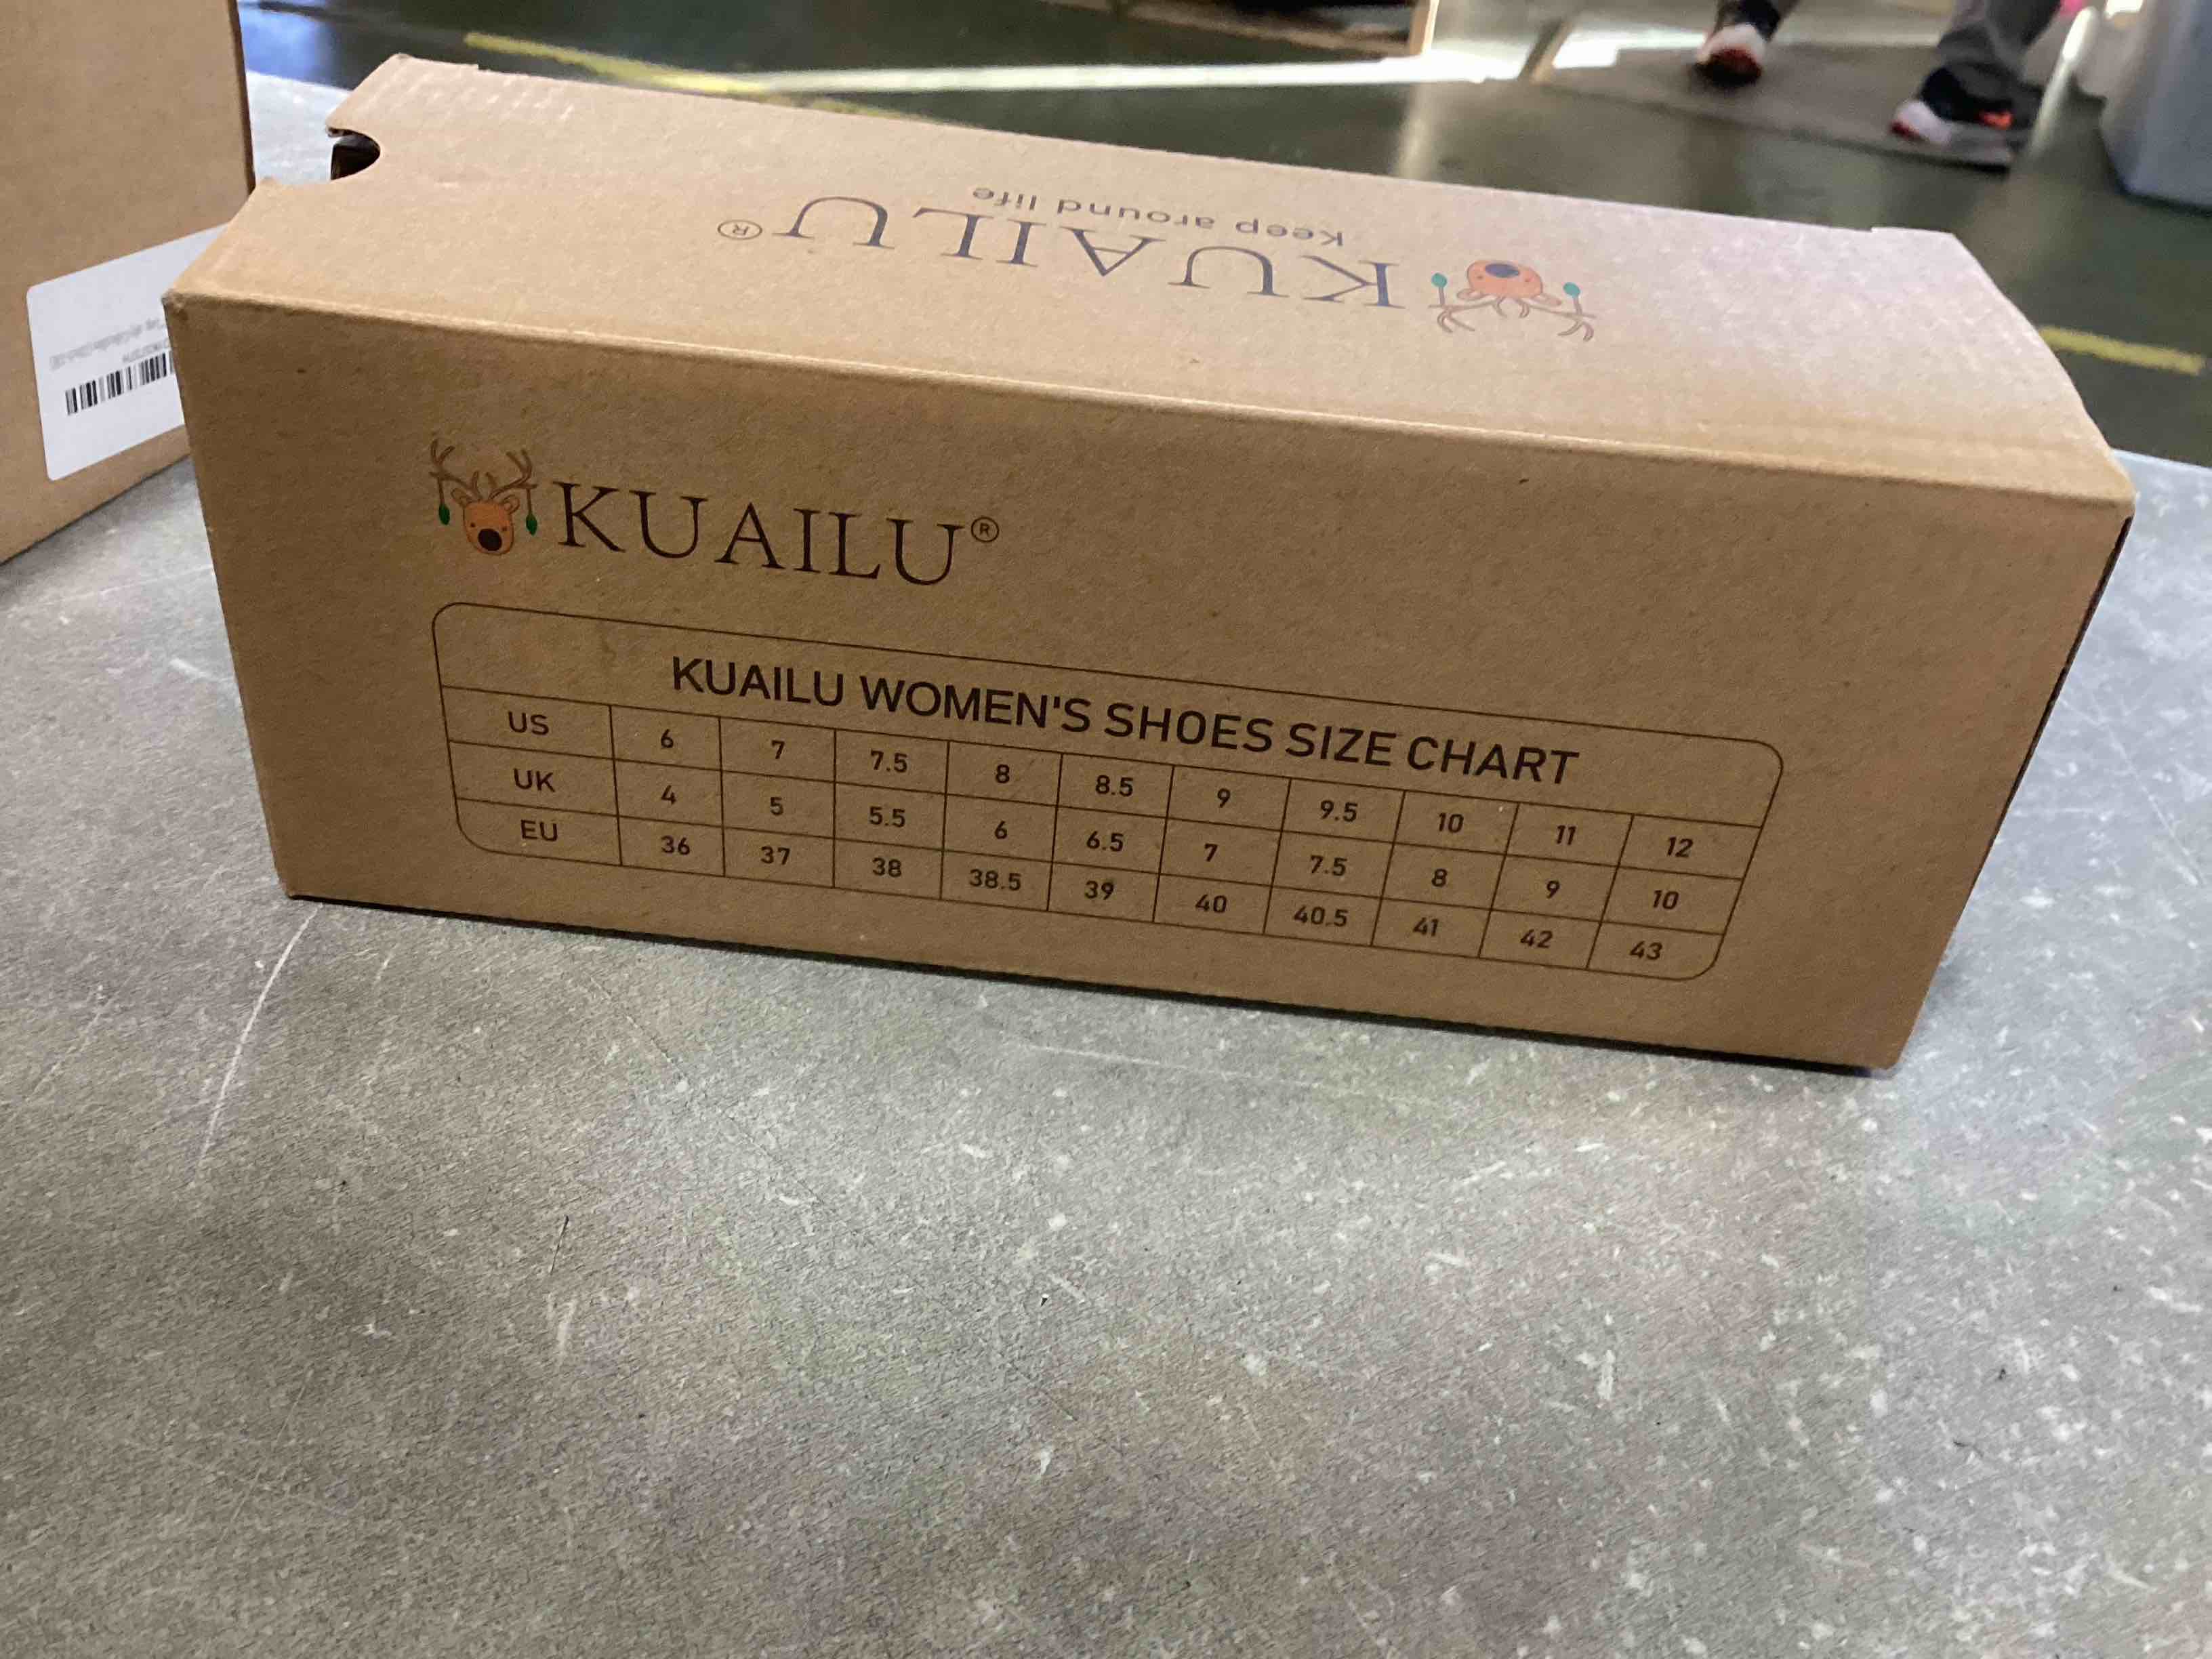 KUAILU®
Keep around life
KUAILU®
KUAILU WOMEN'S SHOES SIZE CHART
US 6 7 7.5 8 8.5 9 9.5 10 11 12
UK 4 5 5.5 6 6.5 7 7.5 8 9 10
EU 36 37 38 38.5 39 40 40.5 41 42 43